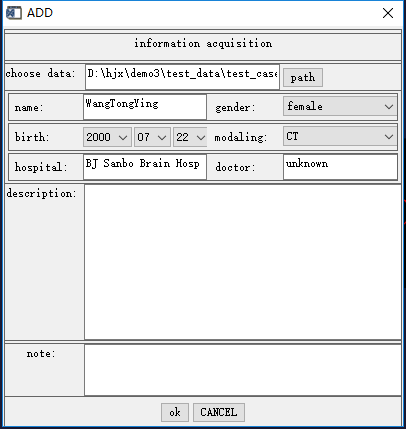 ADD
information acquisition
choose data: D:\hjx\demo3\test_data\test_case path
name: WangTongYing gender: female
birth: 2000 07 22 modaling: CT
hospital: BJ Sanbo Brain Hosp doctor: unknown
description:
note:
ok CANCEL